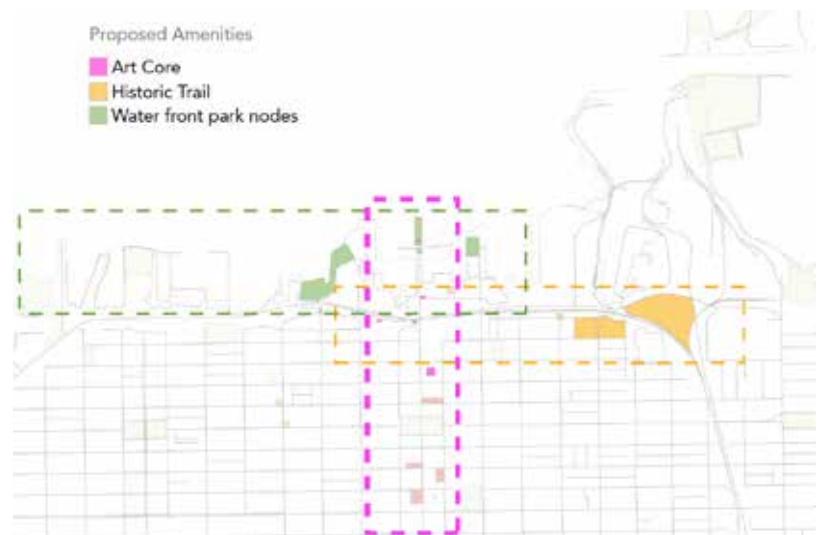 Proposed Amenities
Art Core
Historic Trail
Water front park nodes